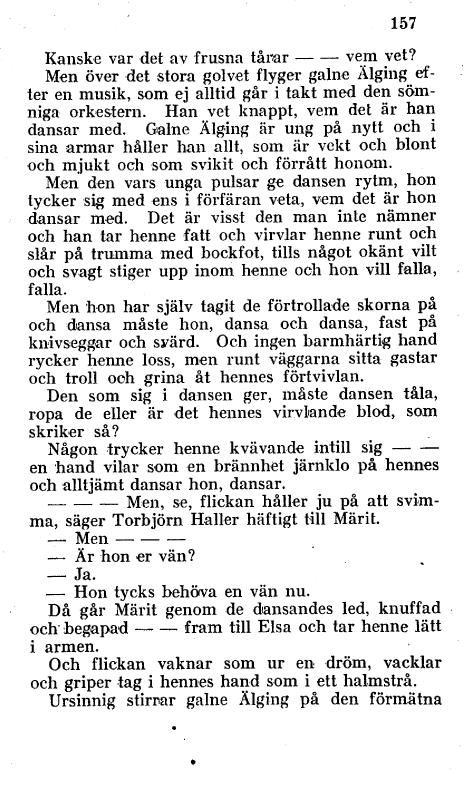 157
Kanske var det av frusna tårar — — vem vet?
Men över det stora golvet flyger galne Älging ef-
ter en musik, som ej alltid går i takt med den söm-
niga orkestern. Han vet knappt, vem det är han
dansar med. Galne Älging är ung på nytt och i
sina armar håller han allt, som är vekt och blont
och mjukt och som svikit och förrått honom.
Men den vars unga pulsar ge dansen rytm, hon
tycker sig med ens i förfäran veta, vem det är hon
dansar med. Det är visst den man inte nämner
och han tar henne fatt och virvlar henne runt och
slår på trumma med bockfot, tills något okänt vilt
och svagt stiger upp inom henne och hon vill falla,
falla.
Men hon har själv tagit de förtrollade skorna på
och dansa måste hon, dansa och dansa, fast på
knivseggar och svärd. Och ingen barmhärtig hand
rycker henne loss, men runt väggarna sitta gastar
och troll och grina åt hennes förtvivlan.
Den som sig i dansen ger, måste dansen tåla,
ropa de eller är det hennes virvlande blod, som
skriker så?
Någon trycker henne kvävande intill sig — —
en hand vilar som en brännhet järnklo på hennes
och alltjämt dansar hon, dansar.
— — — Men, se, flickan håller ju på att svim-
ma, säger Torbjörn Haller häftigt till Märit.
— Men — — —
— Är hon er vän?
— Ja.
— Hon tycks behöva en vän nu.
Då går Märit genom de dansandes led, knuffad
och begapad — — fram till Elsa och tar henne lätt
i armen.
Och flickan vaknar som ur en dröm, vacklar
och griper tag i hennes hand som i ett halmstrå.
Ursinnig stirrar galne Älging på den förmätna